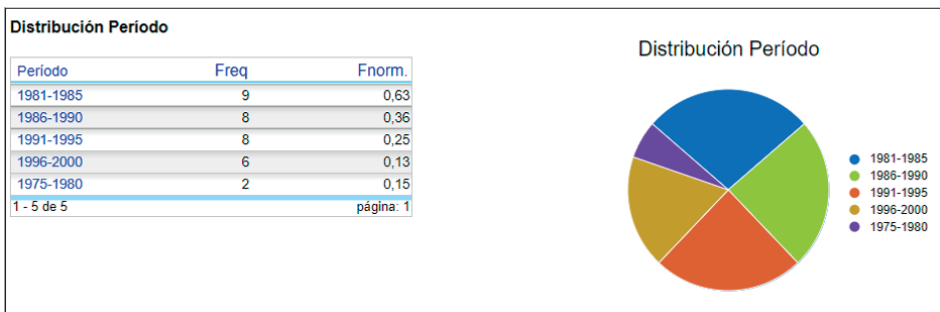 Distribución Período
Período Freq Fnorm.
1981-1985 9 0,63
1986-1990 8 0,36
1991-1995 8 0,25
1996-2000 6 0,13
1975-1980 2 0,15
1 - 5 de 5 página: 1
Distribución Período
1981-1985
1986-1990
1991-1995
1996-2000
1975-1980